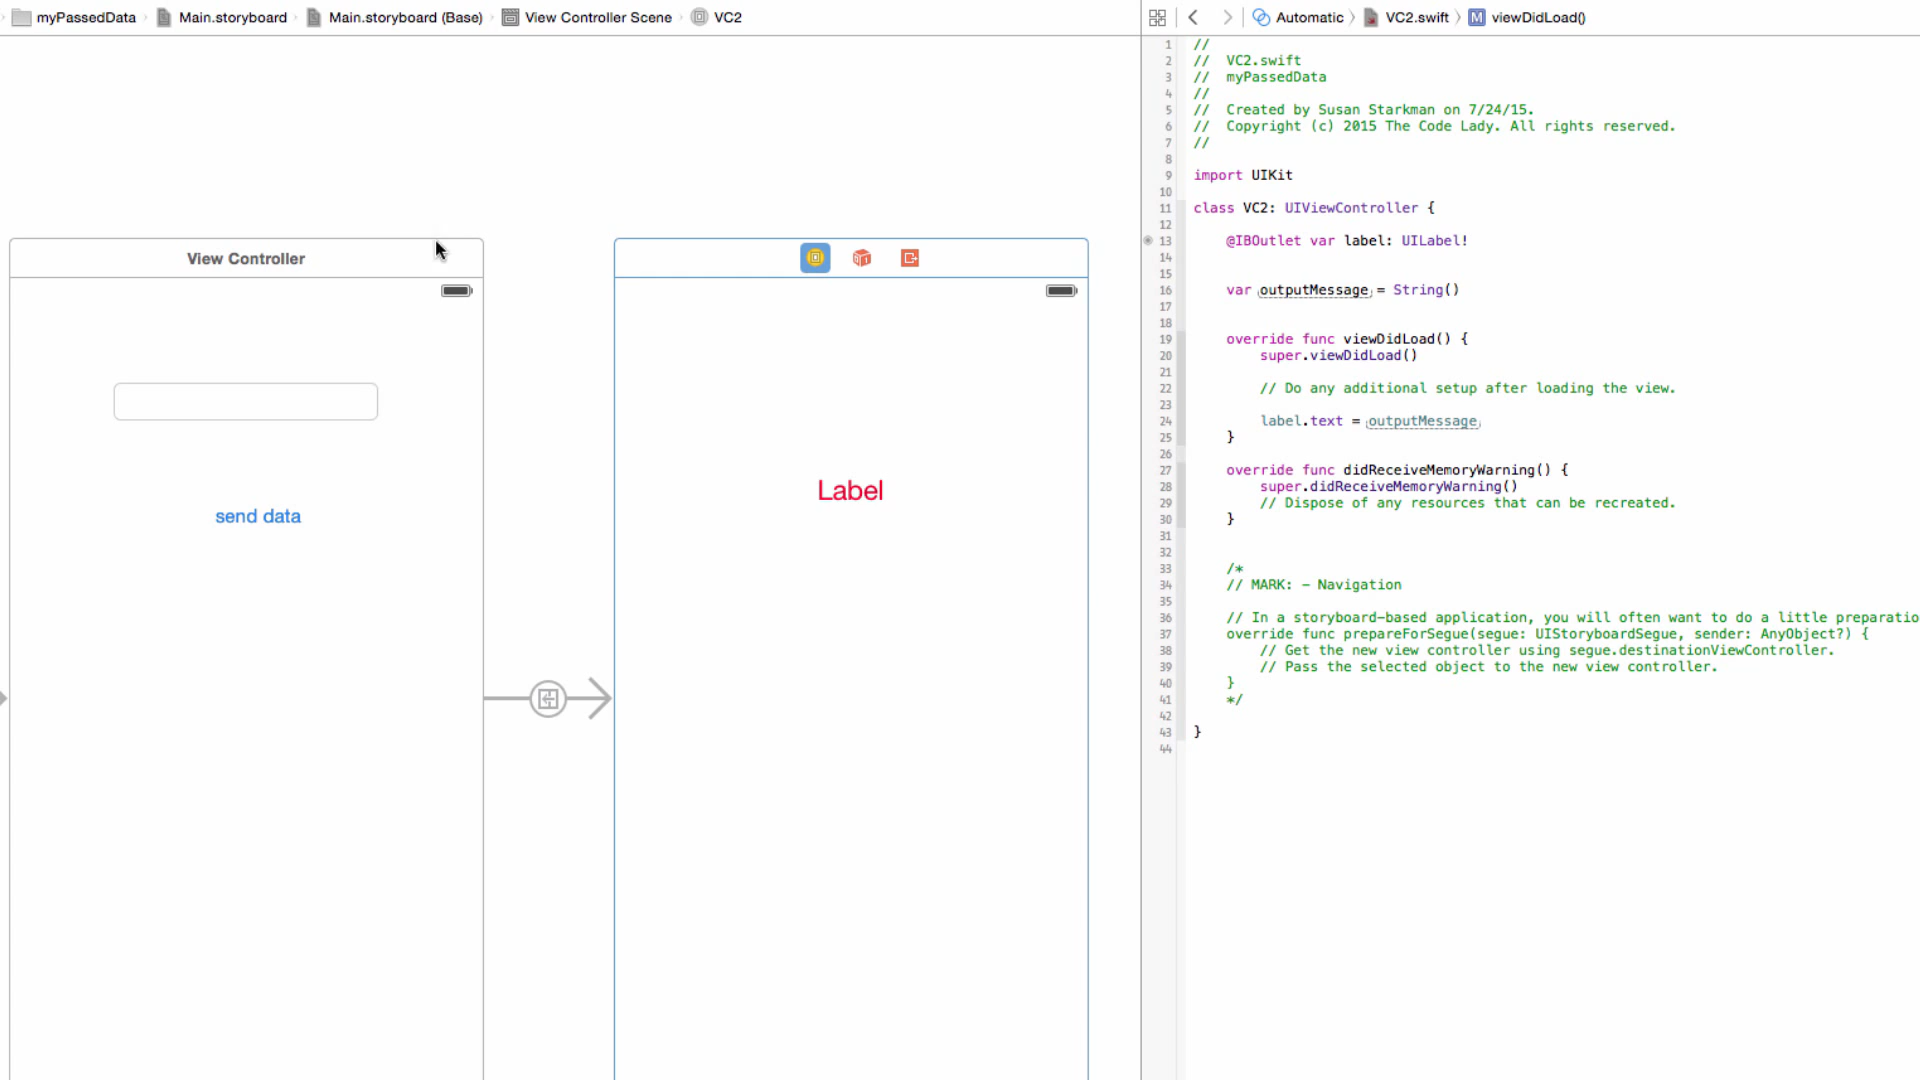 myPassedData Main.storyboard Main.storyboard (Base) View Controller Scene VC2
Automatic VC2.swift M viewDidLoad()
View Controller
send data
Label
1 //
2 //  VC2.swift
3 //  myPassedData
4 //
5 //  Created by Susan Starkman on 7/24/15.
6 //  Copyright (c) 2015 The Code Lady. All rights reserved.
7 //
8
9 import UIKit
10
11 class VC2: UIViewController {
12
13     @IBOutlet var label: UILabel!
14
15
16     var outputMessage = String()
17
18
19     override func viewDidLoad() {
20         super.viewDidLoad()
21
22         // Do any additional setup after loading the view.
23
24         label.text = outputMessage
25     }
26
27     override func didReceiveMemoryWarning() {
28         super.didReceiveMemoryWarning()
29         // Dispose of any resources that can be recreated.
30     }
31
32
33     /*
34     // MARK: - Navigation
35
36     // In a storyboard-based application, you will often want to do a little preparatio
37     override func prepareForSegue(segue: UIStoryboardSegue, sender: AnyObject?) {
38         // Get the new view controller using segue.destinationViewController.
39         // Pass the selected object to the new view controller.
40     }
41     */
42
43 }
44